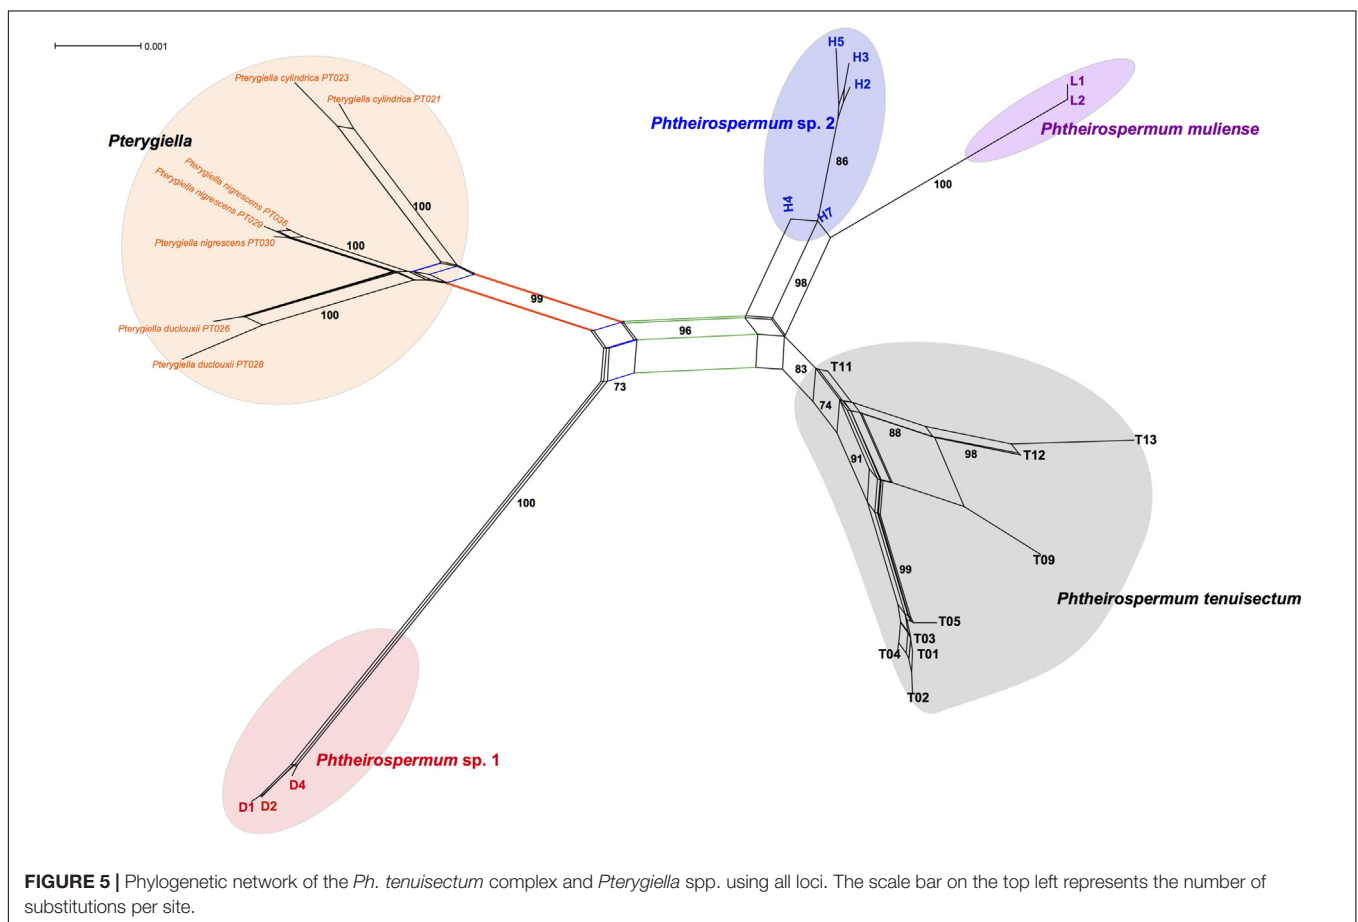 0.001
H5
H3
H2
Pterygiella cylindrica PT023
Pterygiella cylindrica PT021
L1
L2
Phtheirospermum sp. 2
Phtheirospermum muliense
Pterygiella
86
Pterygiella nigrescens PT036
Pterygiella nigrescens PT029
100
100
H4
H7
Pterygiella nigrescens PT030
100
98
99
100
Pterygiella duclouxii PT026
96
Pterygiella duclouxii PT028
83
T11
73
74
88
T13
98
T12
91
100
T09
99
Phtheirospermum tenuisectum
T05
T03
T04
T01
T02
Phtheirospermum sp. 1
D4
D1
D2
FIGURE 5 | Phylogenetic network of the Ph. tenuisectum complex and Pterygiella spp. using all loci. The scale bar on the top left represents the number of
substitutions per site.